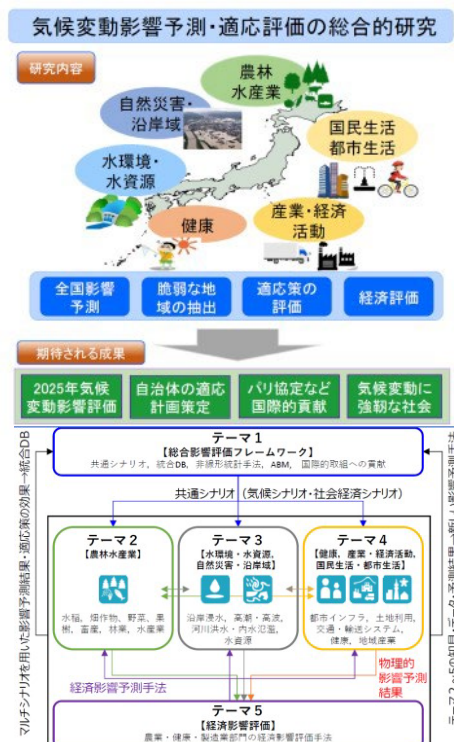 気候変動影響予測・適応評価の総合的研究
研究内容
農林
水産業
自然災害・
沿岸域
国民生活
都市生活
水環境・
水資源
健康
産業・経済
活動
全国影響
予測
脆弱な地
域の抽出
適応策の
評価
経済評価
期待される成果
2025年気候
変動影響評価
自治体の適応
計画策定
パリ協定など
国際的貢献
気候変動に
強靭な社会
テーマ1
【総合影響評価フレームワーク】
共通シナリオ, 統合DB, 非線形統計手法, ABM, 国際的取組への貢献
共通シナリオ（気候シナリオ・社会経済シナリオ）
マルチシナリオを用いた影響予測結果・適応策の効果→統合DB
テーマ2
【農林水産業】
水稲, 畑作物, 野菜, 果
樹, 畜産, 林業, 水産業
テーマ3
【水環境・水資源,
自然災害・沿岸域】
沿岸浸水, 高潮・高波,
河川洪水・内水氾濫,
水資源
テーマ4
【健康, 産業・経済活動,
国民生活・都市生活】
都市インフラ, 土地利用,
交通・輸送システム,
健康, 地域産業
経済影響予測手法
物理的
影響予測
結果
テーマ5
【経済影響評価】
農業・健康・製造業部門の経済影響評価手法